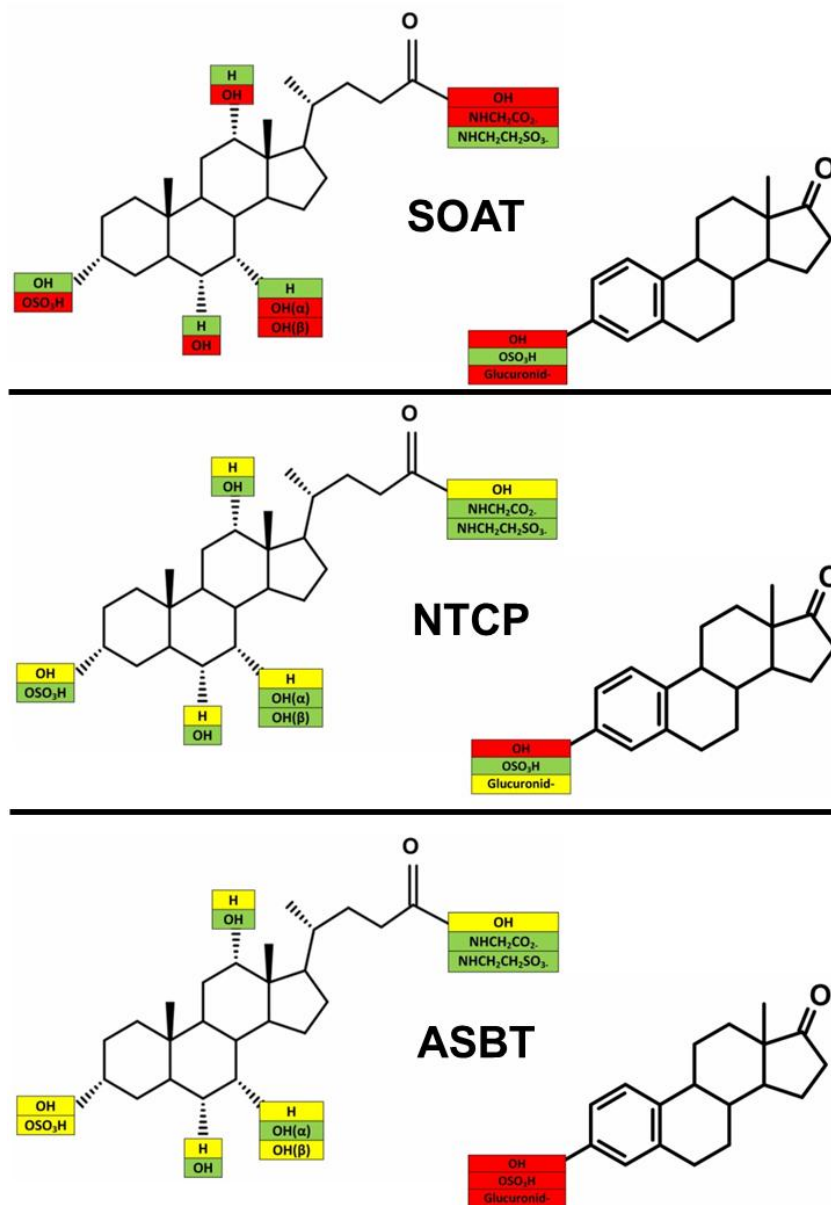 O
H
OH
OH
NHCH₂CO₂-
NHCH₂CH₂SO₃-
SOAT
O
OH
OSO₃H
H
OH(α)
OH(β)
H
OH
OH
OSO₃H
Glucuronid-
O
H
OH
OH
NHCH₂CO₂-
NHCH₂CH₂SO₃-
NTCP
O
OH
OSO₃H
H
OH(α)
OH(β)
H
OH
OH
OSO₃H
Glucuronid-
O
H
OH
OH
NHCH₂CO₂-
NHCH₂CH₂SO₃-
ASBT
O
OH
OSO₃H
H
OH(α)
OH(β)
H
OH
OH
OSO₃H
Glucuronid-